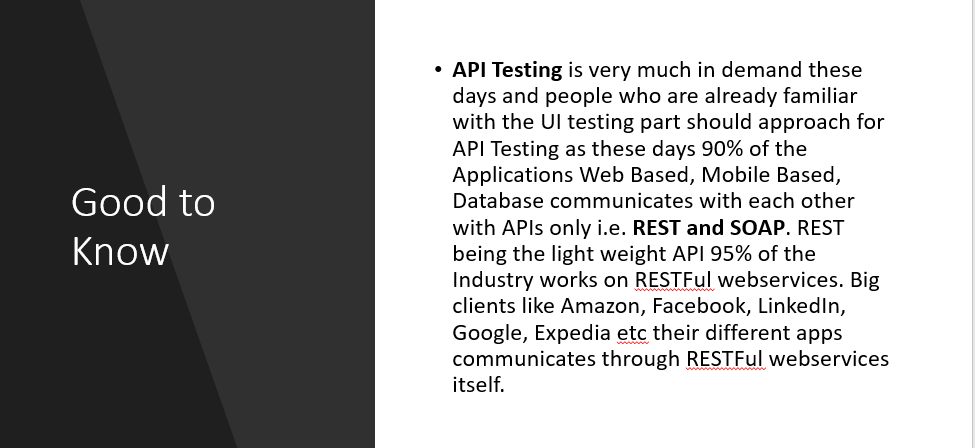 Good to
Know
• API Testing is very much in demand these
days and people who are already familiar
with the UI testing part should approach for
API Testing as these days 90% of the
Applications Web Based, Mobile Based,
Database communicates with each other
with APIs only i.e. REST and SOAP. REST
being the light weight API 95% of the
Industry works on RESTFul webservices. Big
clients like Amazon, Facebook, LinkedIn,
Google, Expedia etc their different apps
communicates through RESTFul webservices
itself.